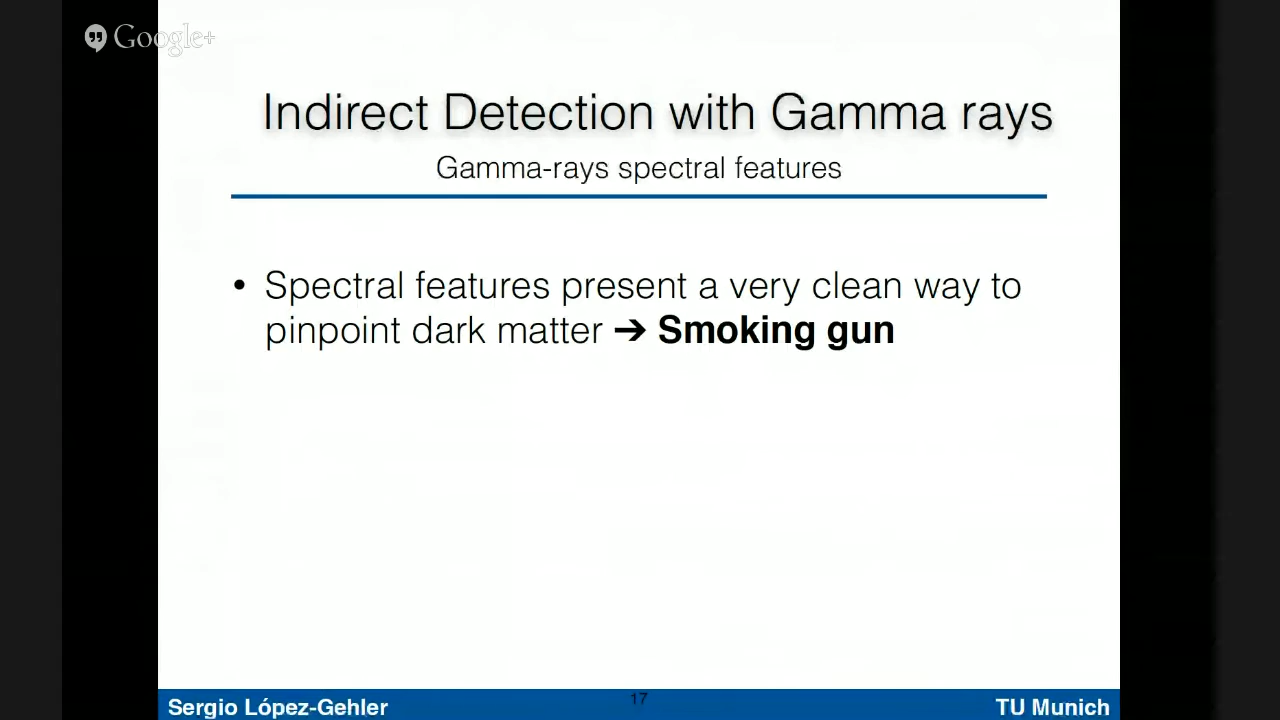 Google+
Indirect Detection with Gamma rays
Gamma-rays spectral features
• Spectral features present a very clean way to
pinpoint dark matter ➔ Smoking gun
17
Sergio López-Gehler
TU Munich